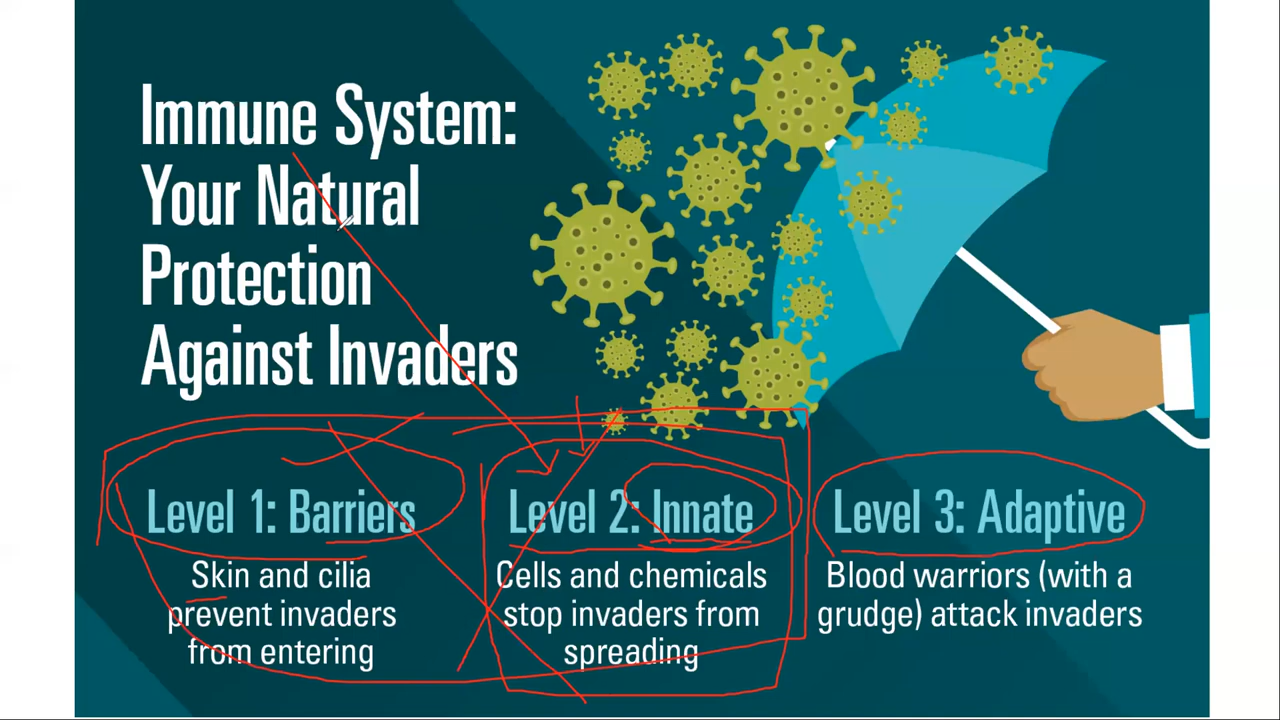 Immune System:
Your Natural
Protection
Against Invaders
Level 1: Barriers
Skin and cilia
prevent invaders
from entering
Level 2: Innate
Cells and chemicals
stop invaders from
spreading
Level 3: Adaptive
Blood warriors (with a
grudge) attack invaders